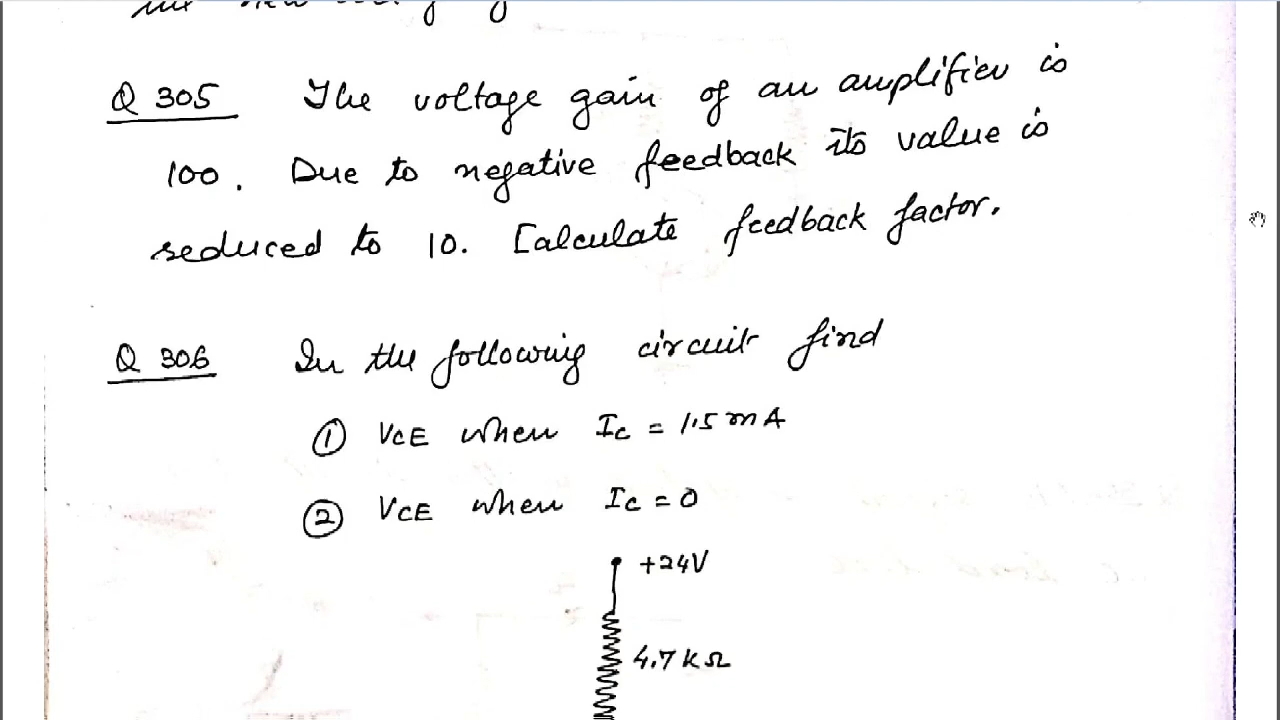 Q 305 The voltage gain of an amplifier is
100. Due to negative feedback its value is
reduced to 10. Calculate feedback factor.
Q 306 In the following circuit find
① VCE when Ic = 1.5 mA
② VCE when Ic = 0
+24V
4.7 kΩ